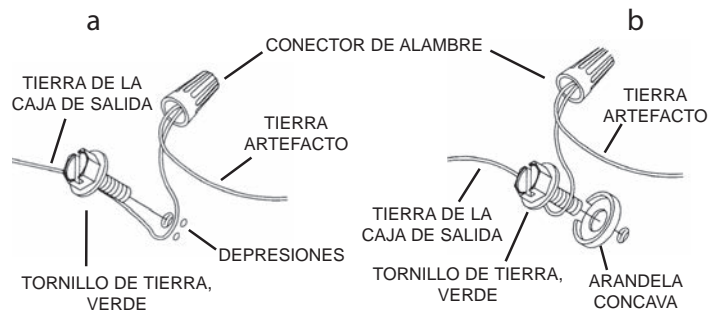 a
b
CONECTOR DE ALAMBRE
TIERRA DE LA
CAJA DE SALIDA
TIERRA
ARTEFACTO
DEPRESIONES
TORNILLO DE TIERRA,
VERDE
TIERRA
ARTEFACTO
TIERRA DE LA
CAJA DE SALIDA
TORNILLO DE TIERRA,
VERDE
ARANDELA
CONCAVA